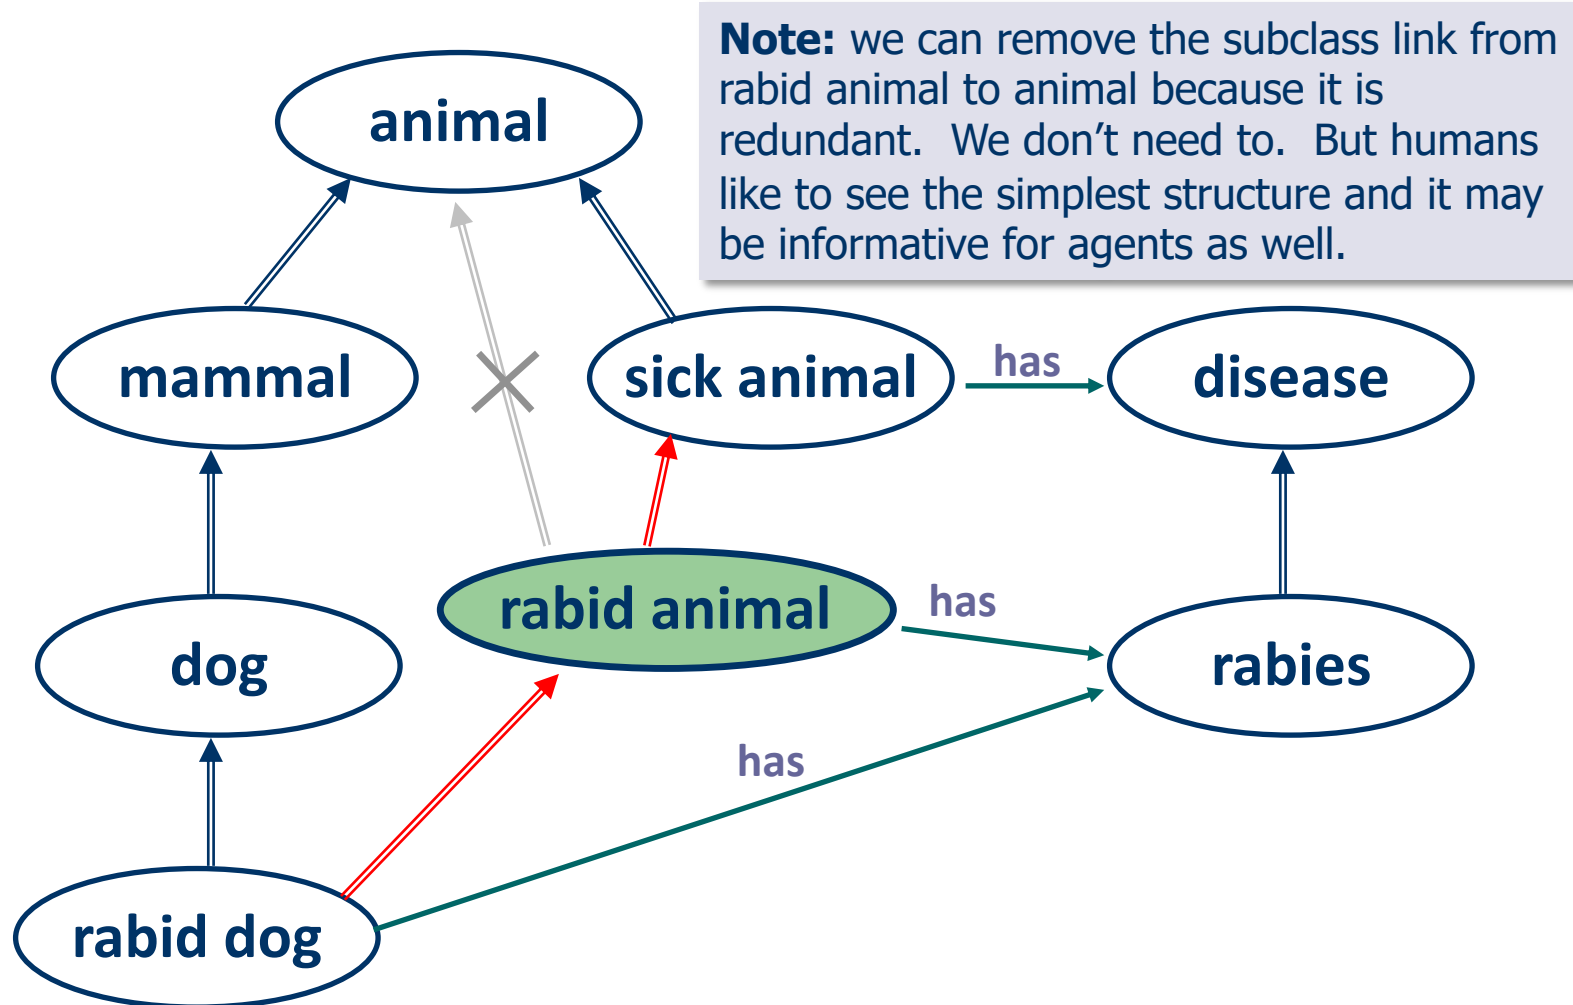 Note: we can remove the subclass link from
rabid animal to animal because it is
redundant.  We don’t need to.  But humans
like to see the simplest structure and it may
be informative for agents as well.
animal
mammal
sick animal
has
disease
rabid animal
has
dog
rabies
has
rabid dog